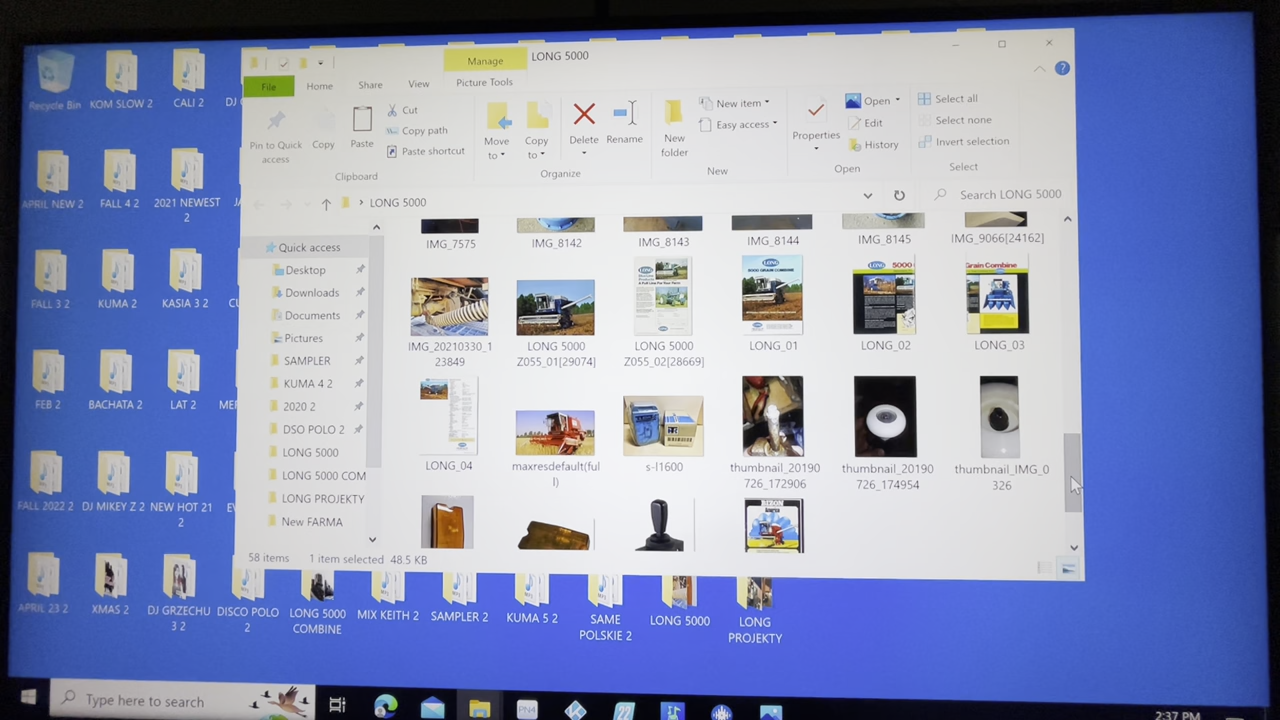 Manage
LONG 5000
File
Home
Share
View
Picture Tools
Pin to Quick
access
Copy
Paste
Cut
Copy path
Paste shortcut
Clipboard
Move
to
Copy
to
Delete
Rename
Organize
New
folder
New item
Easy access
New
Properties
Open
Edit
History
Open
Select all
Select none
Invert selection
Select
LONG 5000
Search LONG 5000
Quick access
Desktop
Downloads
Documents
Pictures
SAMPLER
KUMA 4 2
2020 2
DSO POLO 2
LONG 5000
LONG 5000 COM
LONG PROJEKTY
New FARMA
IMG_7575
IMG_8142
IMG_8143
IMG_8144
IMG_8145
IMG_9066[24162]
IMG_20210330_1
23849
LONG 5000
Z055_01[29074]
LONG 5000
Z055_02[28669]
LONG_01
LONG_02
LONG_03
LONG_04
maxresdefault(ful
l)
s-l1600
thumbnail_20190
726_172906
thumbnail_20190
726_174954
thumbnail_IMG_0
326
LONG
5000 GRAIN COMBINE
LONG
5000
Grain Combine
58 items
1 item selected 48.5 KB
Recycle Bin
KOM SLOW 2
CALI 2
APRIL NEW 2
FALL 4 2
2021 NEWEST
2
FALL 3 2
KUMA 2
KASIA 3 2
FEB 2
BACHATA 2
LAT 2
FALL 2022 2
DJ MIKEY Z 2
NEW HOT 21
2
APRIL 23 2
XMAS 2
DJ GRZECHU
3 2
DISCO POLO
2
LONG 5000
COMBINE
MIX KEITH 2
SAMPLER 2
KUMA 5 2
SAME
POLSKIE 2
LONG 5000
LONG
PROJEKTY
Type here to search
PN4
22
2:37 PM